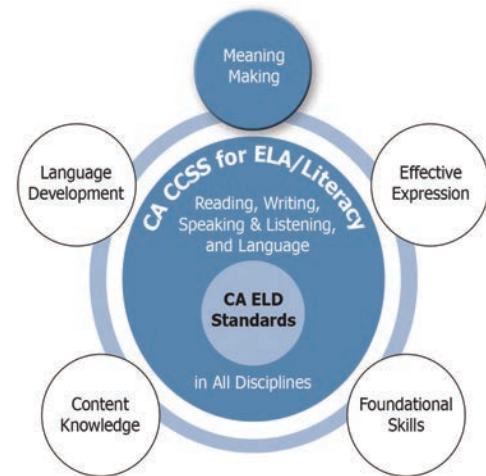 Meaning
Making
Language
Development
Effective
Expression
CA CCSS for ELA/Literacy
Reading, Writing,
Speaking & Listening,
and Language
CA ELD
Standards
in All Disciplines
Content
Knowledge
Foundational
Skills